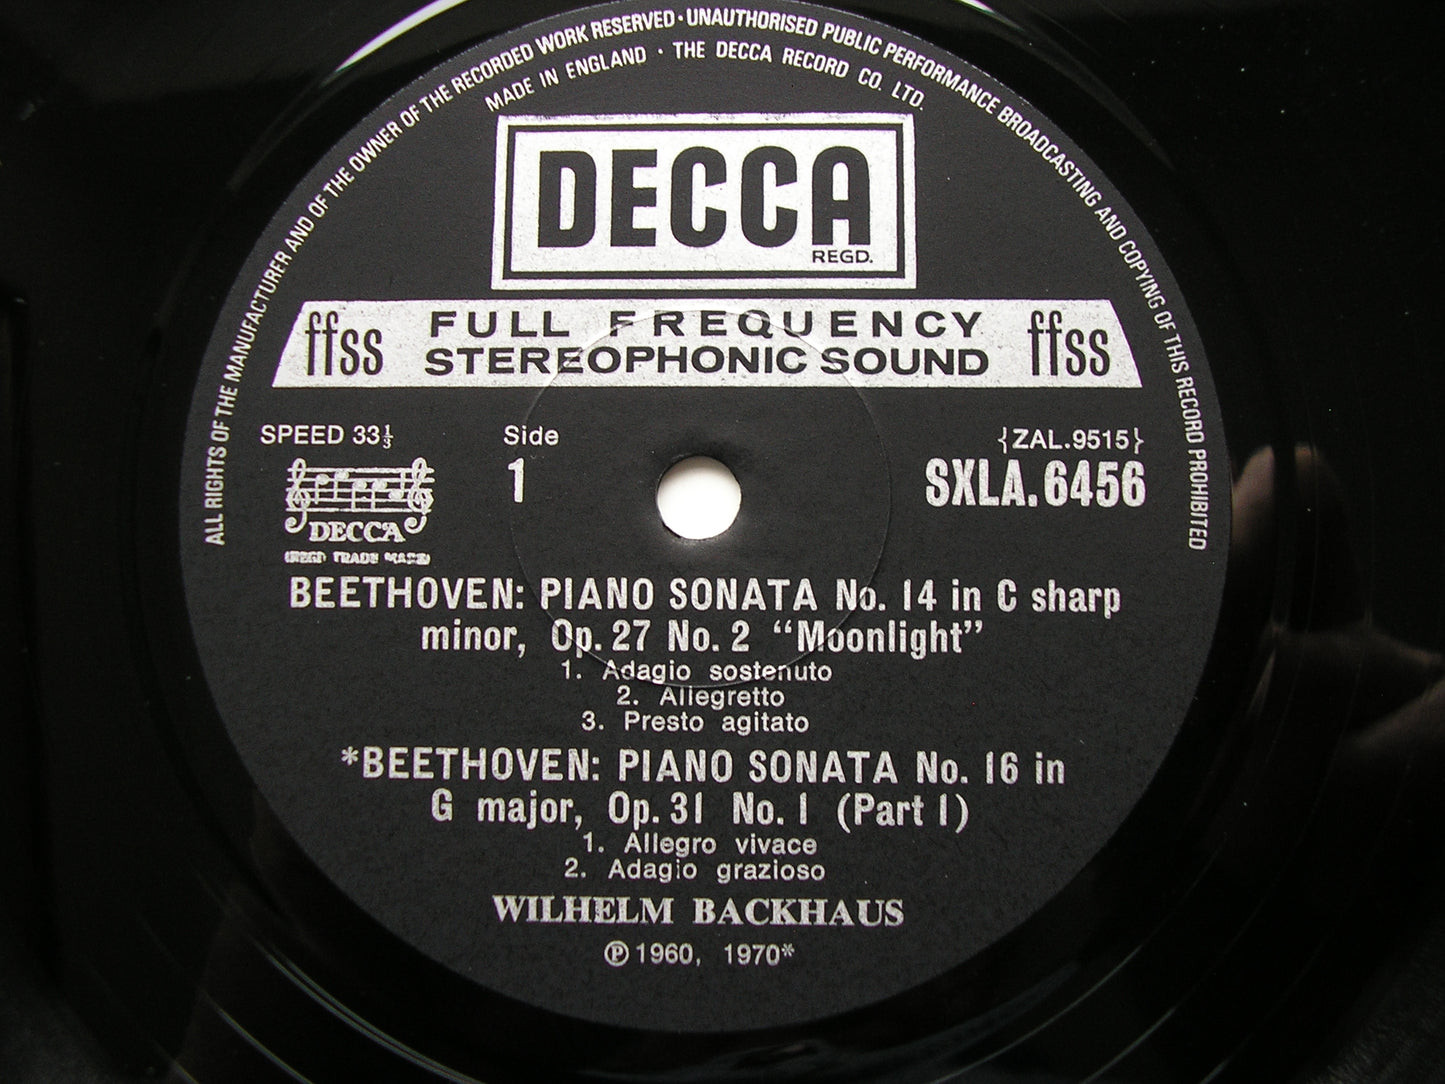 ALL RIGHTS OF THE MANUFACTURER AND OF THE OWNER OF THE RECORDED WORK RESERVED · UNAUTHORISED PUBLIC PERFORMANCE BROADCASTING AND COPYING OF THIS RECORD PROHIBITED
MADE IN ENGLAND · THE DECCA RECORD CO. LTD.
DECCA
REGD.
ffss FULL FREQUENCY ffss
STEREOPHONIC SOUND
SPEED 33⅓ Side {ZAL.9515}
1 SXLA.6456
DECCA
(REGD TRADE MARK)
BEETHOVEN: PIANO SONATA No. 14 in C sharp
minor, Op. 27 No. 2 “Moonlight”
1. Adagio sostenuto
2. Allegretto
3. Presto agitato
*BEETHOVEN: PIANO SONATA No. 16 in
G major, Op. 31 No. 1 (Part 1)
1. Allegro vivace
2. Adagio grazioso
WILHELM BACKHAUS
℗ 1960, 1970*